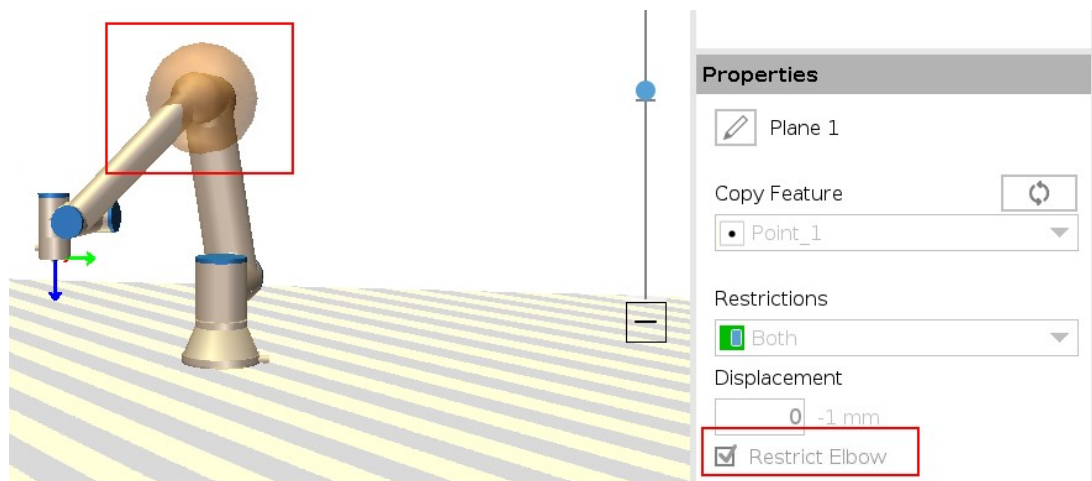 Properties
Plane 1
Copy Feature
Point_1
Restrictions
Both
Displacement
0 -1 mm
Restrict Elbow